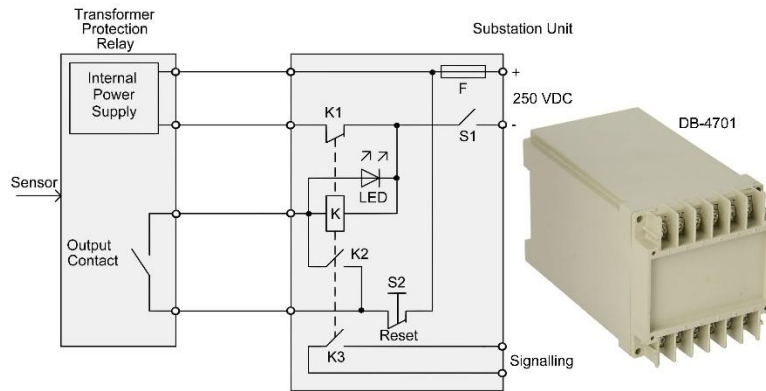 Transformer
Protection
Relay
Substation Unit
Internal
Power
Supply
F
+
250 VDC
K1
S1
-
DB-4701
LED
Sensor
K
Output
Contact
K2
S2
Reset
K3
Signalling